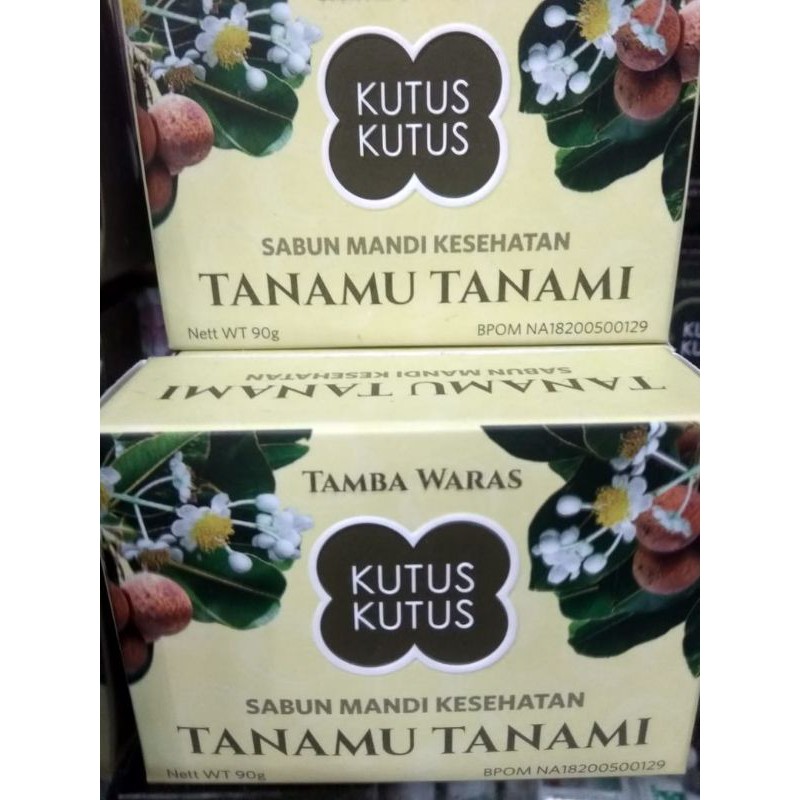 KUTUS
KUTUS
SABUN MANDI KESEHATAN
TANAMU TANAMI
Nett WT 90g
BPOM NA18200500129
SABUN MANDI KESEHATAN
TANAMU TANAMI
TAMBA WARAS
KUTUS
KUTUS
SABUN MANDI KESEHATAN
TANAMU TANAMI
Nett WT 90g
BPOM NA18200500129